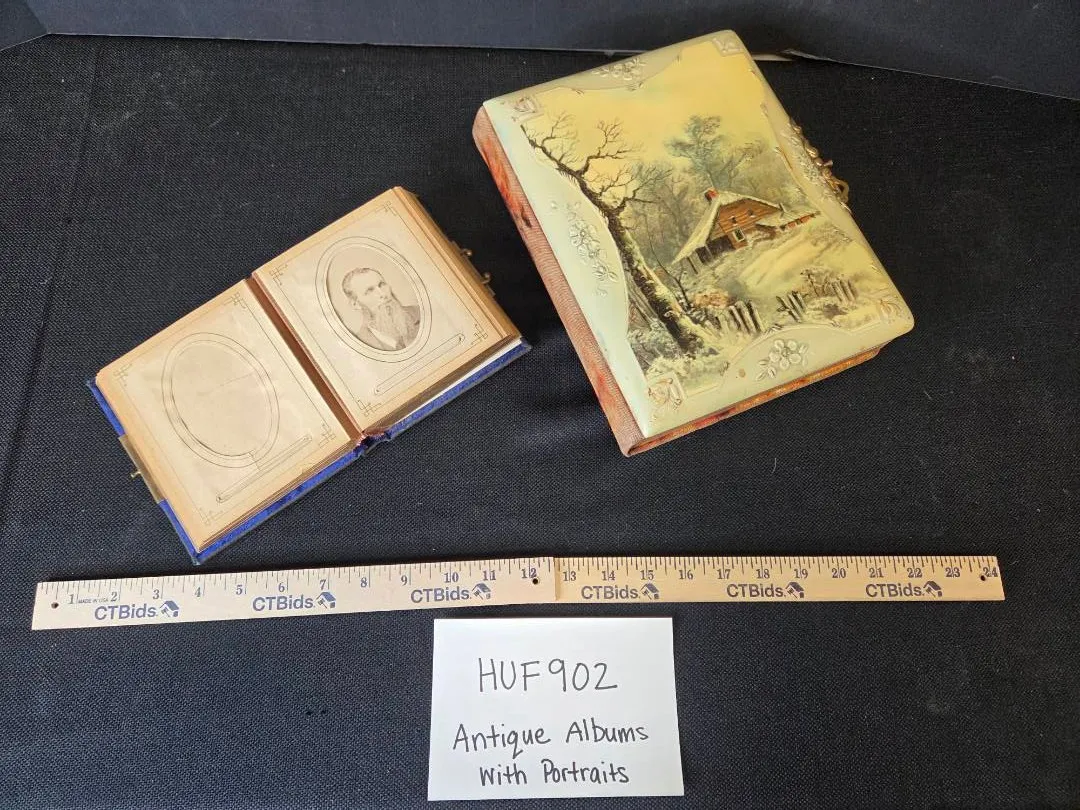 1 2 3 4 5 6 7 8 9 10 11 12 13 14 15 16 17 18 19 20 21 22 23 24
MADE IN USA
CTBids CTBids CTBids CTBids CTBids CTBids
HUF902
Antique Albums
with Portraits